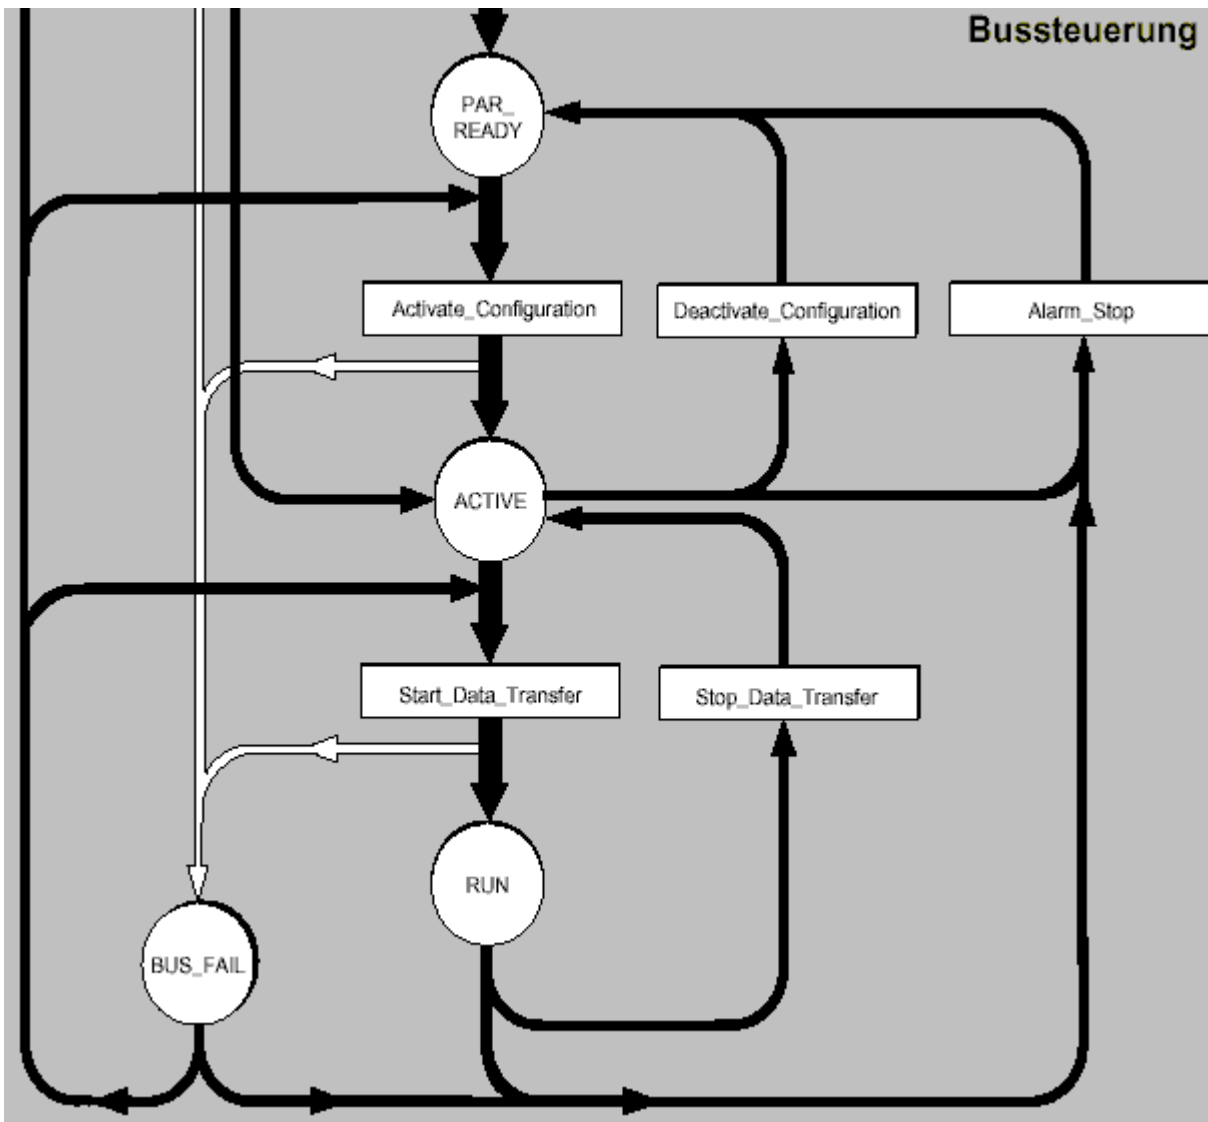 Bussteuerung
PAR_
READY
Activate_Configuration
Deactivate_Configuration
Alarm_Stop
ACTIVE
Start_Data_Transfer
Stop_Data_Transfer
RUN
BUS_FAIL